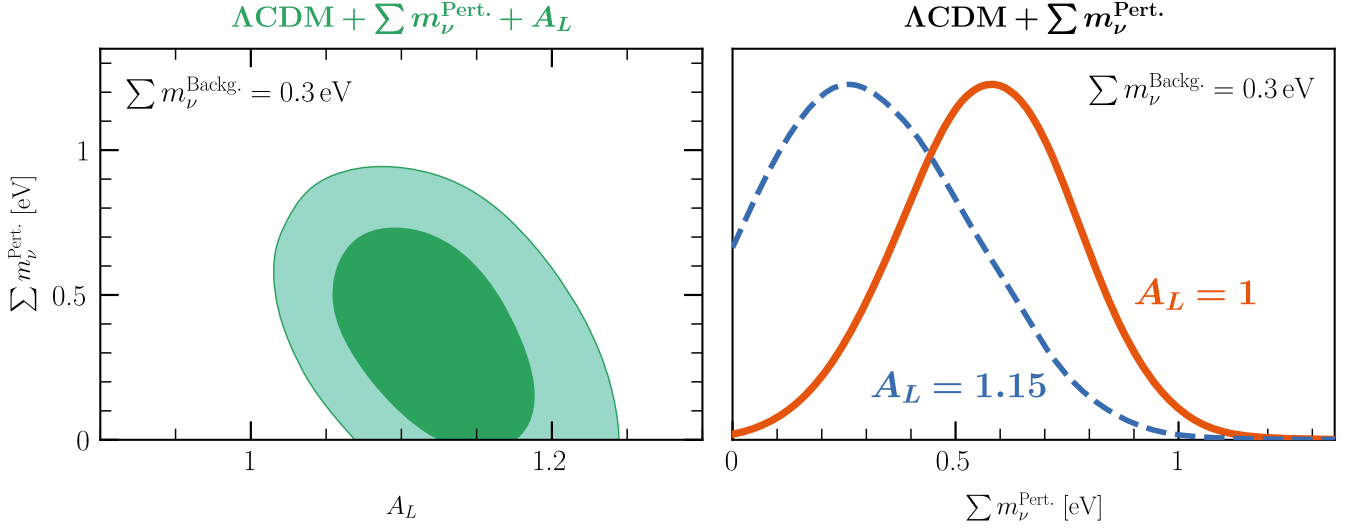 ΛCDM + ∑ m_ν^Pert. + A_L
∑ m_ν^Backg. = 0.3 eV
1
0.5
0
∑ m_ν^Pert. [eV]
1
1.2
A_L
ΛCDM + ∑ m_ν^Pert.
∑ m_ν^Backg. = 0.3 eV
A_L = 1
A_L = 1.15
0
0.5
1
∑ m_ν^Pert. [eV]